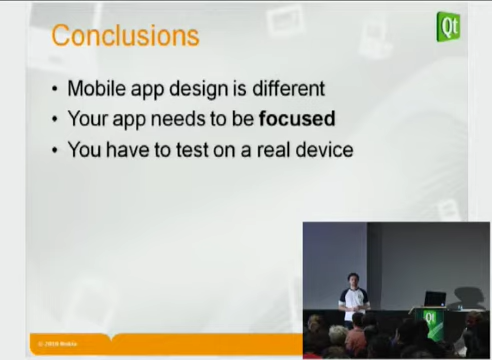 Conclusions
Qt
• Mobile app design is different
• Your app needs to be focused
• You have to test on a real device
Qt